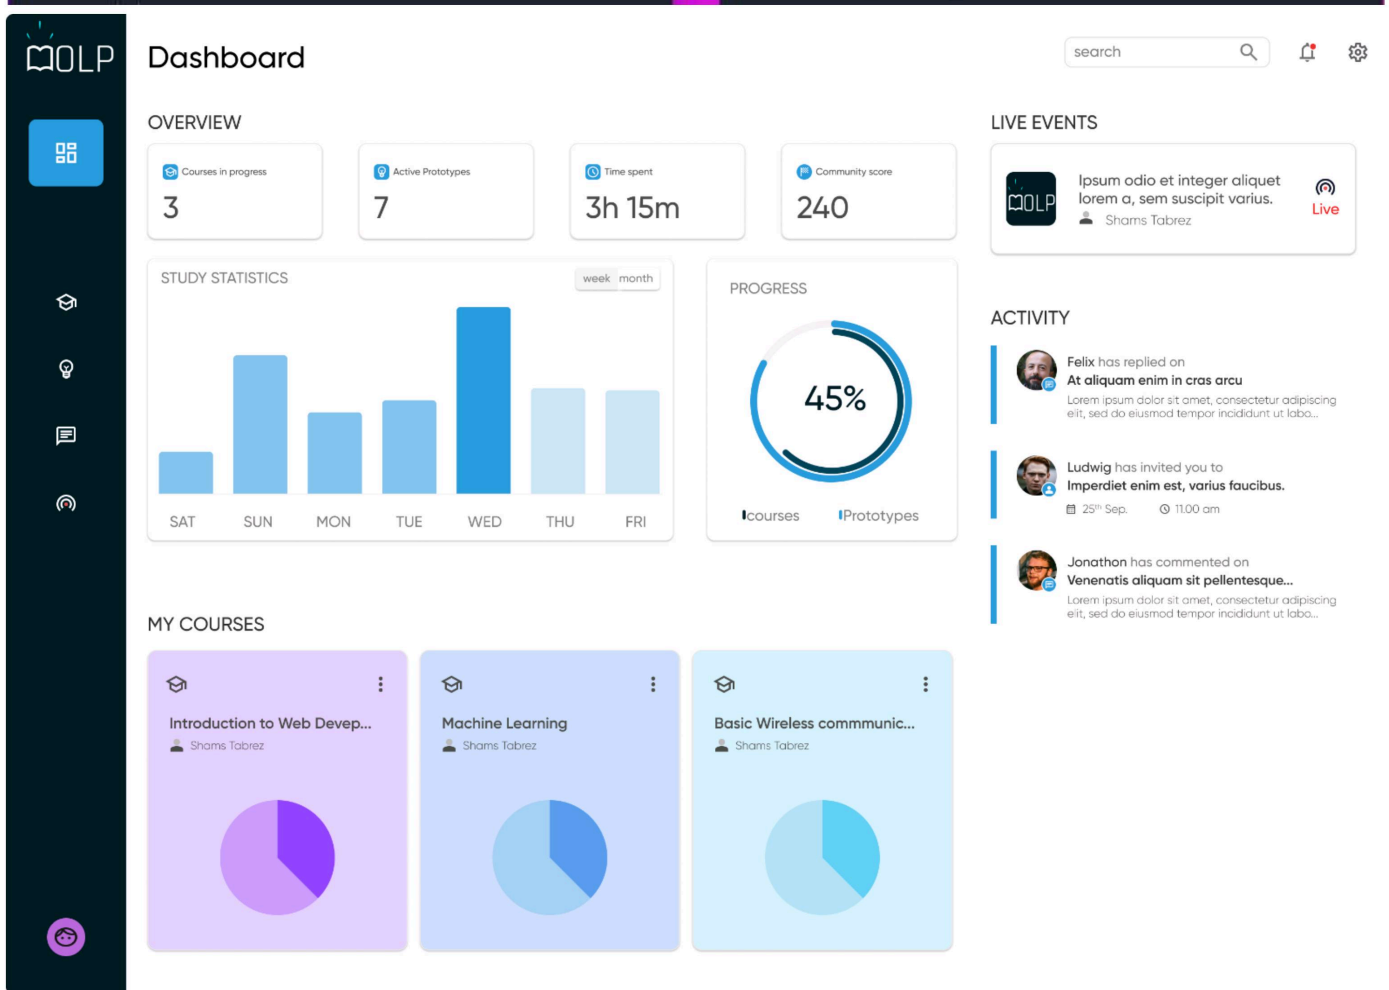 MOLP
Dashboard
search
OVERVIEW
Courses in progress
3
Active Prototypes
7
Time spent
3h 15m
Community score
240
STUDY STATISTICS
week month
SAT SUN MON TUE WED THU FRI
PROGRESS
45%
courses Prototypes
MY COURSES
Introduction to Web Devep...
Shams Tabrez
Machine Learning
Shams Tabrez
Basic Wireless commmunic...
Shams Tabrez
LIVE EVENTS
MOLP
Ipsum odio et integer aliquet
lorem a, sem suscipit varius.
Shams Tabrez
Live
ACTIVITY
Felix has replied on
At aliquam enim in cras arcu
Lorem ipsum dolor sit amet, consectetur adipiscing
elit, sed do eiusmod tempor incididunt ut labo...
Ludwig has invited you to
Imperdiet enim est, varius faucibus.
25th Sep. 11.00 am
Jonathon has commented on
Venenatis aliquam sit pellentesque...
Lorem ipsum dolor sit amet, consectetur adipiscing
elit, sed do eiusmod tempor incididunt ut labo...